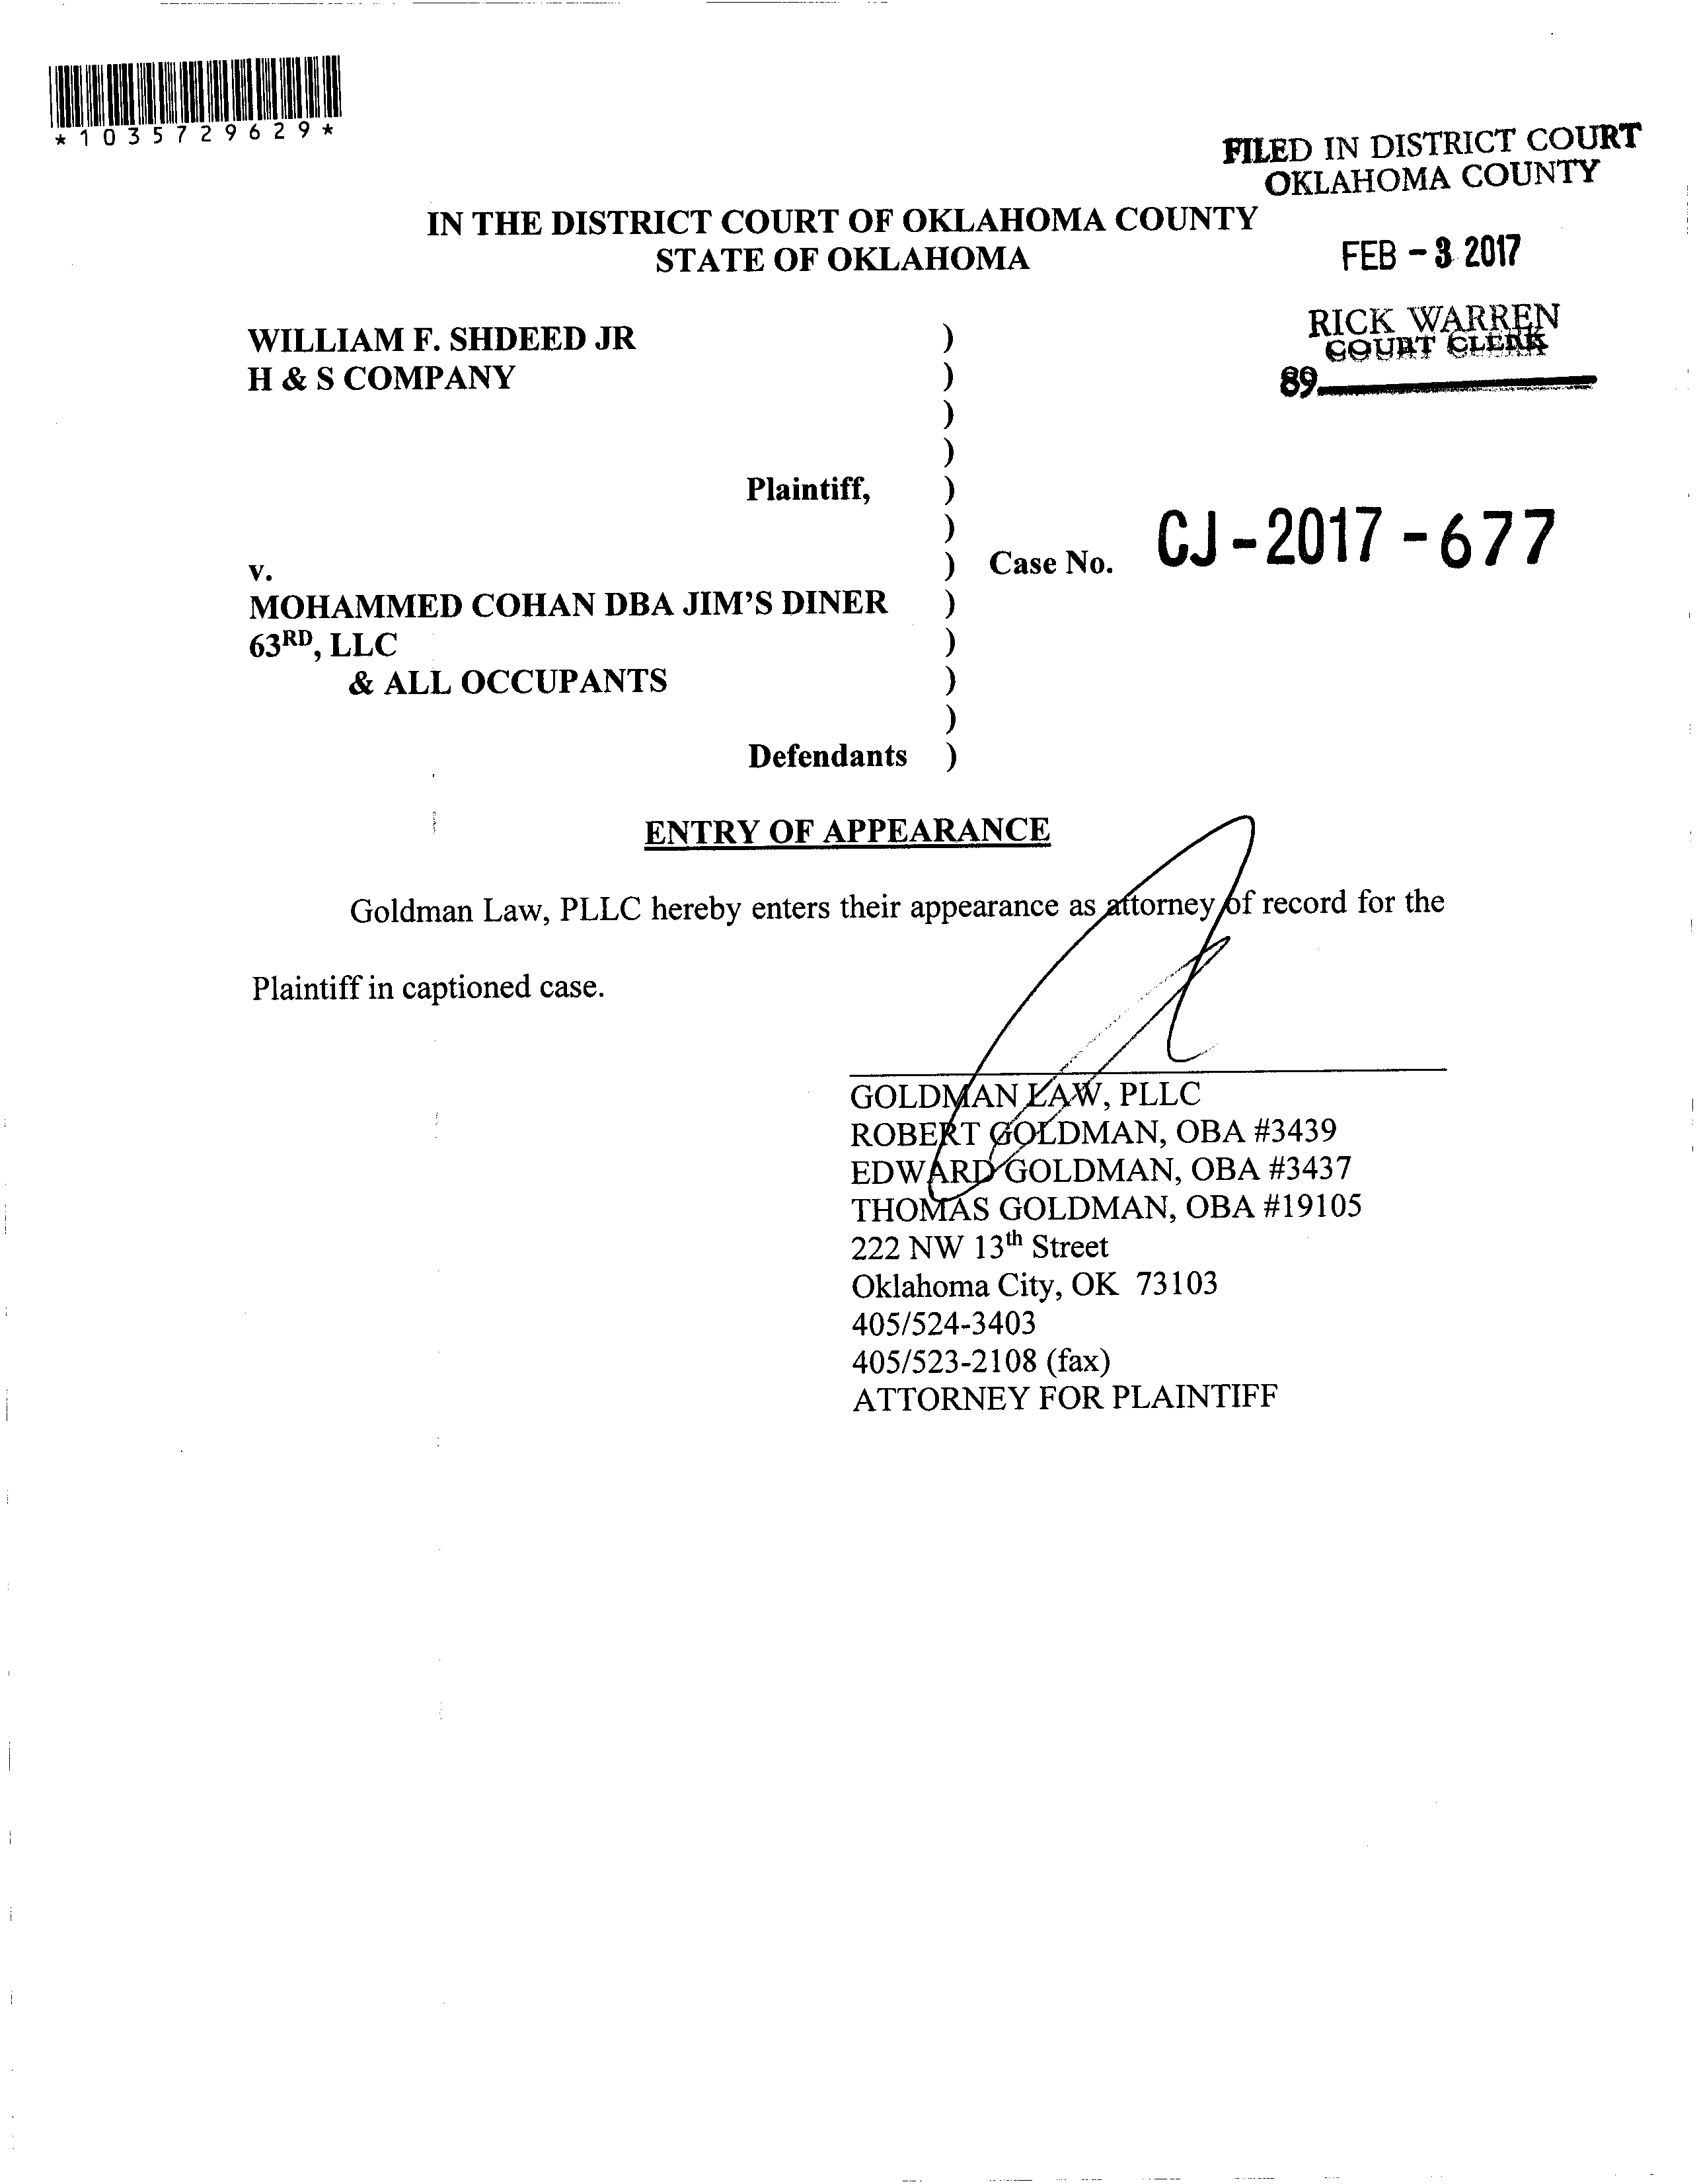 *1035729629*
FILED IN DISTRICT COURT
OKLAHOMA COUNTY
IN THE DISTRICT COURT OF OKLAHOMA COUNTY
STATE OF OKLAHOMA
FEB - 3 2017
RICK WARREN
COURT CLERK
89
WILLIAM F. SHDEED JR )
H & S COMPANY )
)
)
Plaintiff, )
)
v. ) Case No. CJ-2017-677
MOHAMMED COHAN DBA JIM'S DINER )
63RD, LLC )
& ALL OCCUPANTS )
)
Defendants )
ENTRY OF APPEARANCE
Goldman Law, PLLC hereby enters their appearance as attorney of record for the
Plaintiff in captioned case.
GOLDMAN LAW, PLLC
ROBERT GOLDMAN, OBA #3439
EDWARD GOLDMAN, OBA #3437
THOMAS GOLDMAN, OBA #19105
222 NW 13th Street
Oklahoma City, OK 73103
405/524-3403
405/523-2108 (fax)
ATTORNEY FOR PLAINTIFF